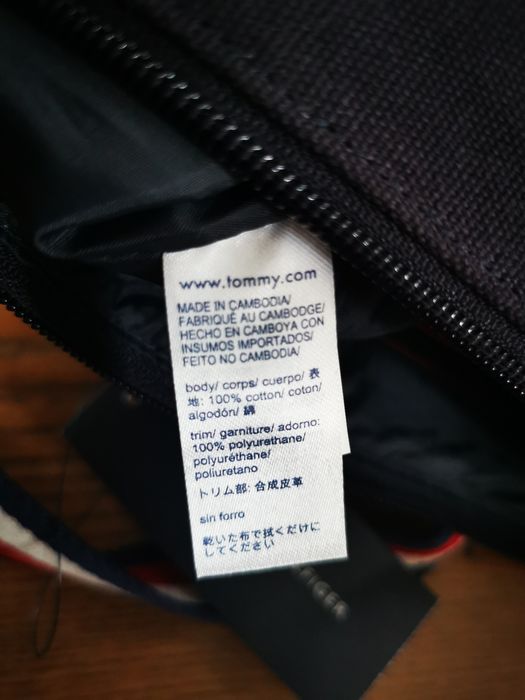 www.tommy.com
MADE IN CAMBODIA/
FABRIQUÉ AU CAMBODGE/
HECHO EN CAMBOYA CON
INSUMOS IMPORTADOS/
FEITO NO CAMBODIA/
body/ corps/ cuerpo/ 表
地: 100% cotton/ coton/
algodón/ 綿
trim/ garniture/ adorno:
100% polyurethane/
polyuréthane/
poliuretano
トリム部: 合成皮革
sin forro
乾いた布で拭くだけに
してください
FIGER